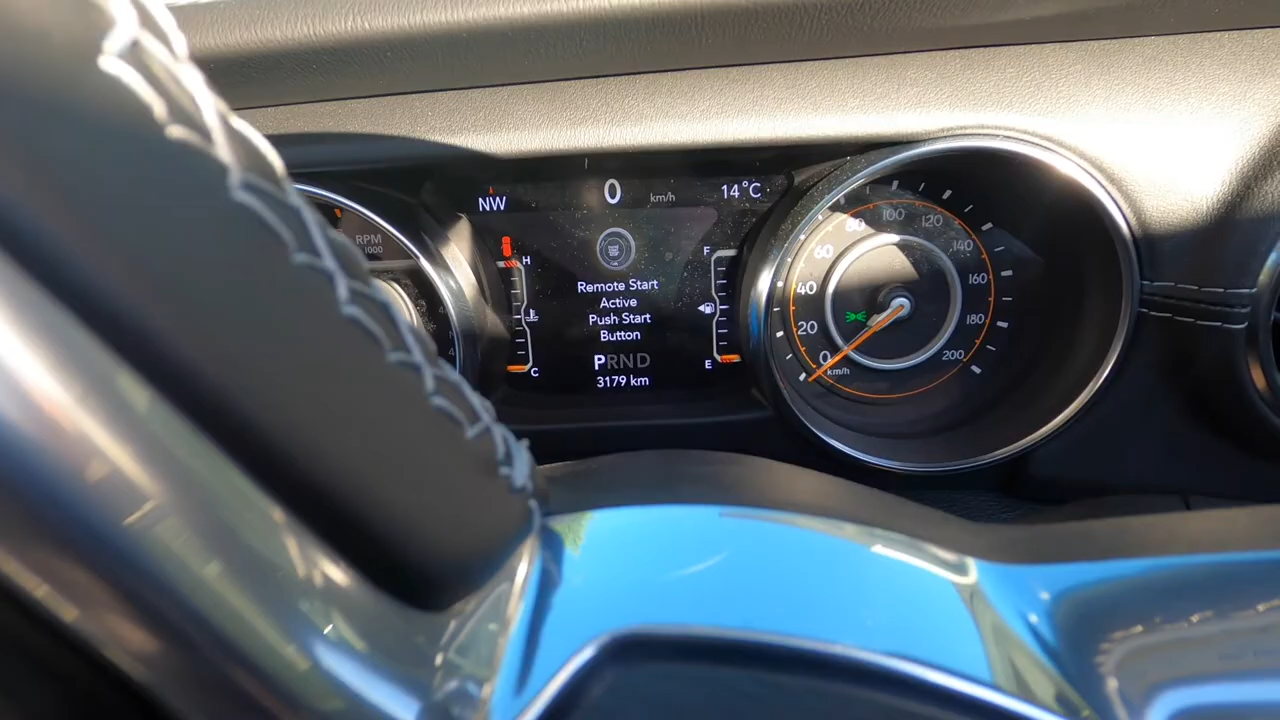 NW 0 km/h 14°C
RPM
1000
4
H
C
Remote Start
Active
Push Start
Button
PRND
3179 km
F
E
0 20 40 60 80 100 120 140 160 180 200
km/h